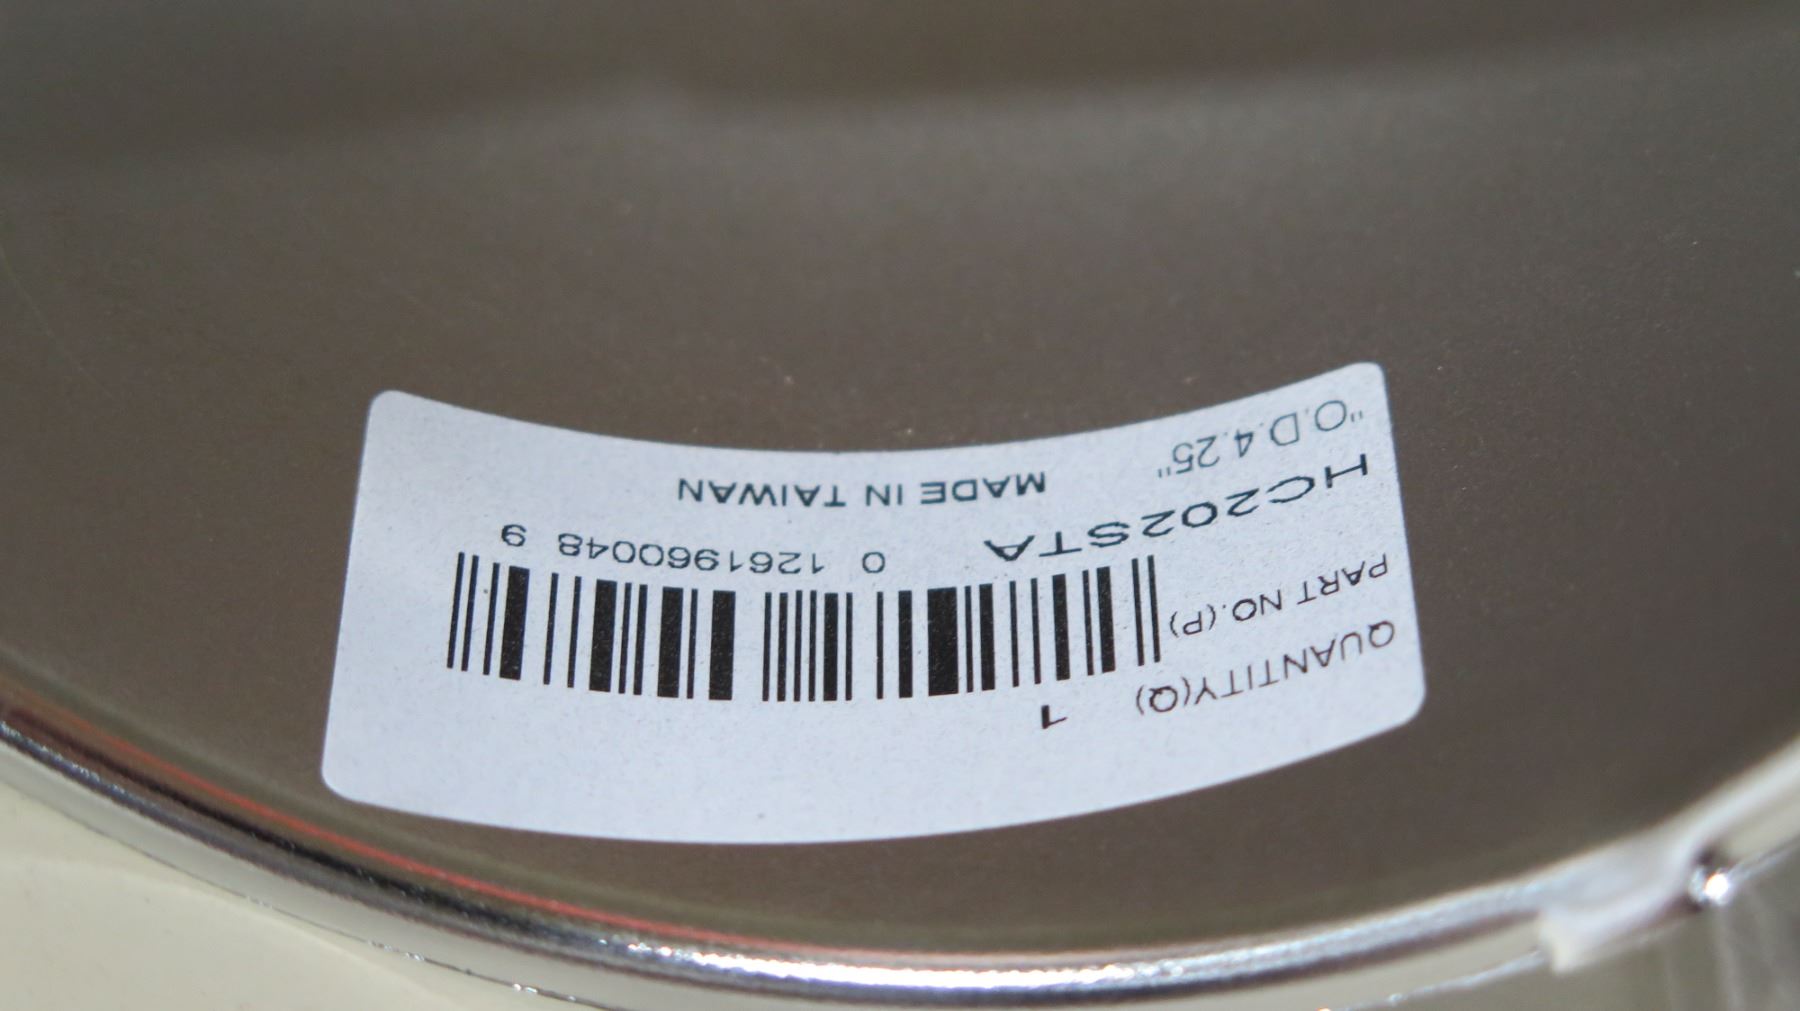 QUANTITY(Q) 1
PART NO.(P)
HC202STA
"O.D.4.25"
0 1261960048 9
MADE IN TAIWAN